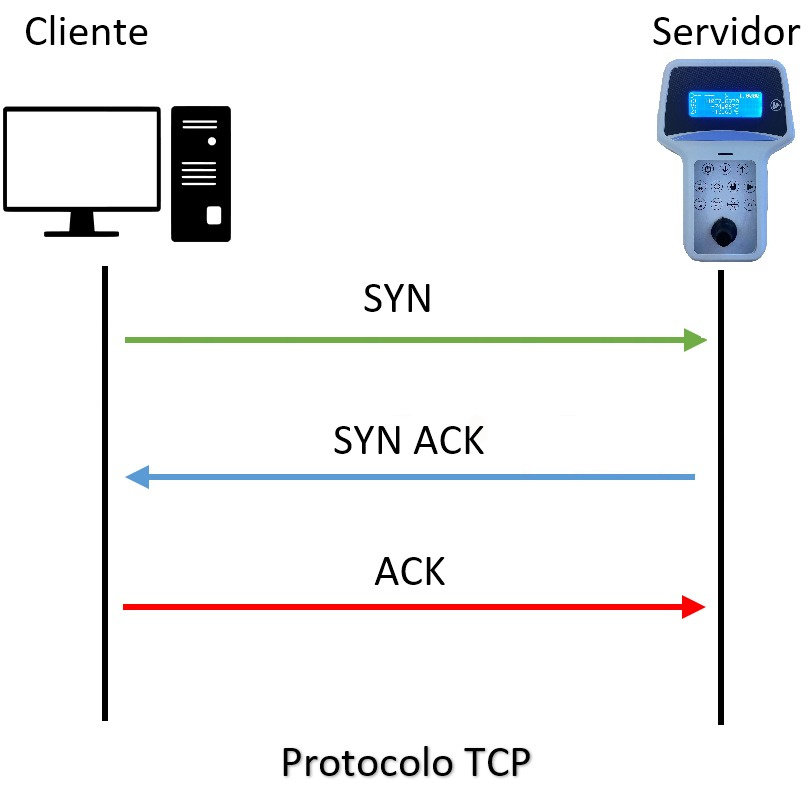 Cliente
Servidor
SYN
SYN ACK
ACK
Protocolo TCP